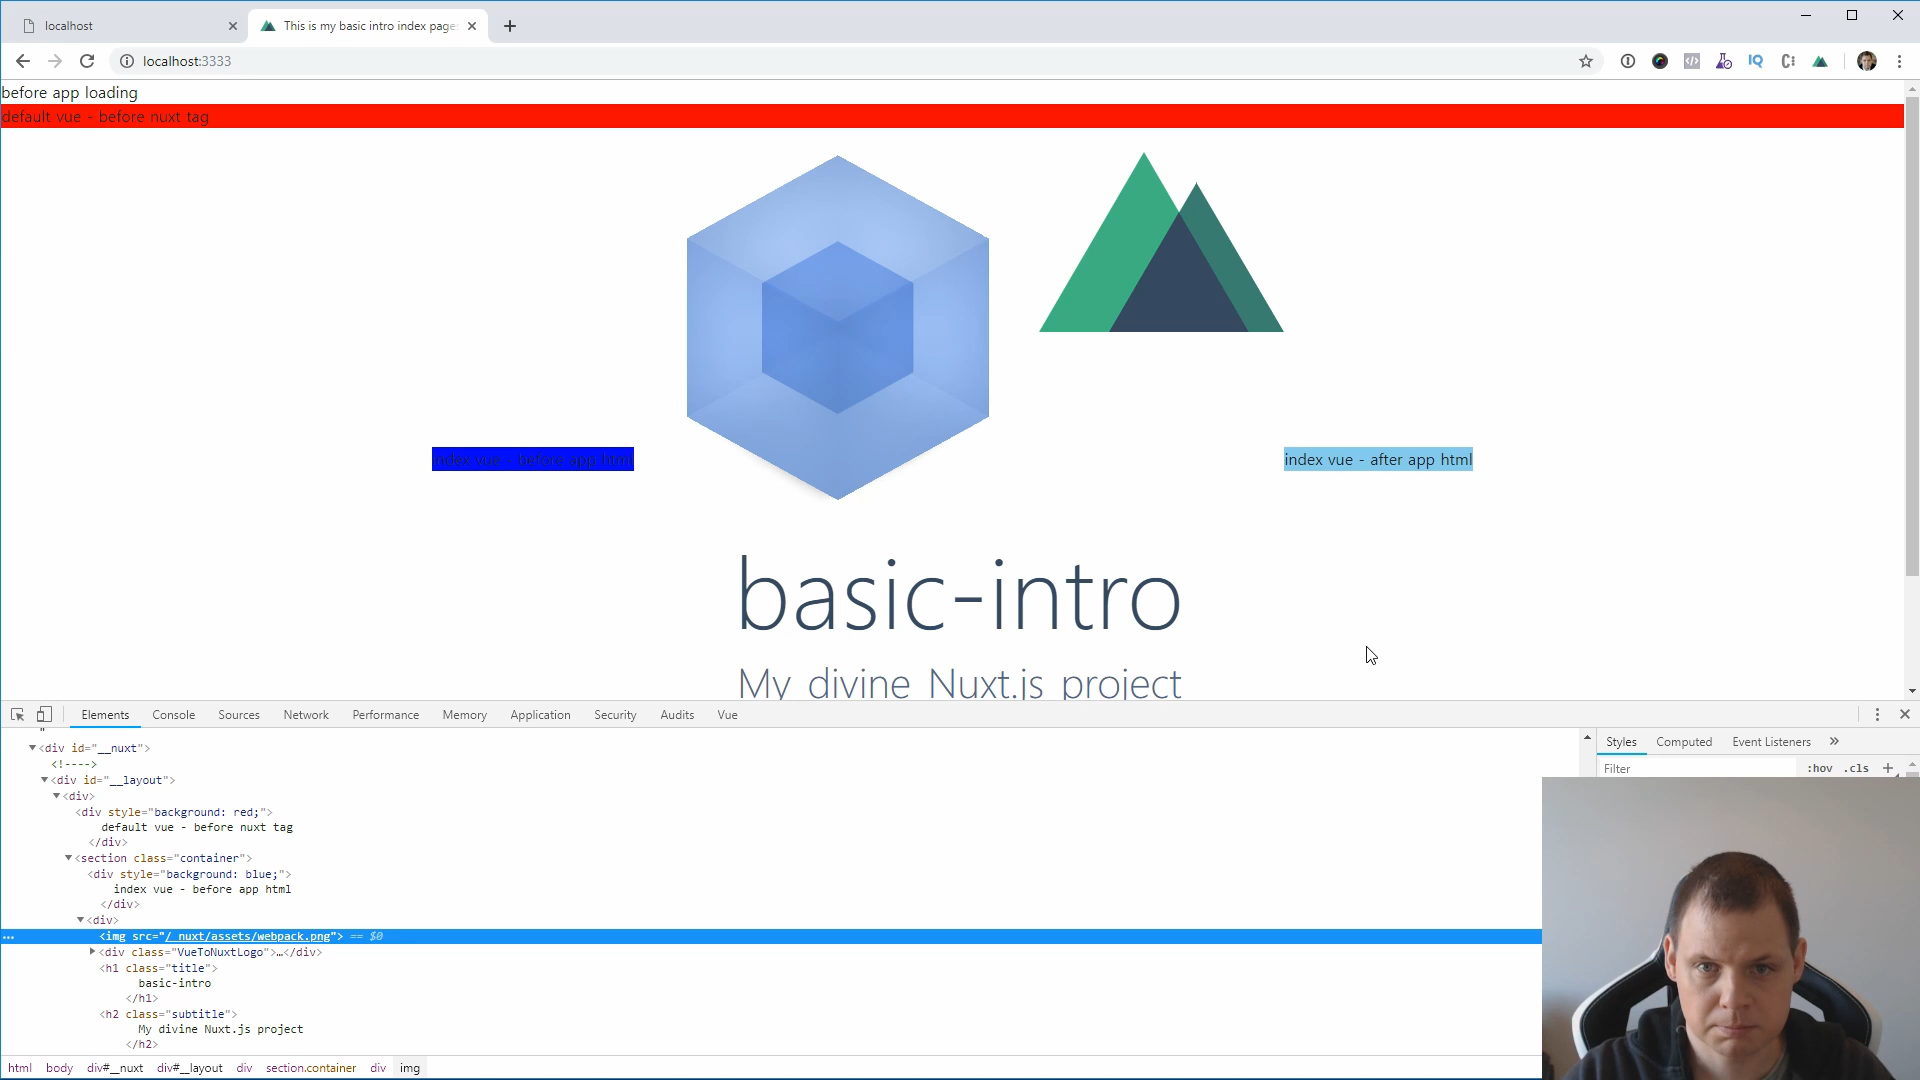 localhost
This is my basic intro index page
localhost:3333
IQ
before app loading
default vue - before nuxt tag
index vue - before app html
index vue - after app html
basic-intro
My divine Nuxt.js project
Elements Console Sources Network Performance Memory Application Security Audits Vue
"
<div id="__nuxt">
<!---->
<div id="__layout">
<div>
<div style="background: red;">
default vue - before nuxt tag
</div>
<section class="container">
<div style="background: blue;">
index vue - before app html
</div>
<div>
<img src="/_nuxt/assets/webpack.png"> == $0
<div class="VueToNuxtLogo">…</div>
<h1 class="title">
basic-intro
</h1>
<h2 class="subtitle">
My divine Nuxt.js project
</h2>
html body div#__nuxt div#__layout div section.container div img
Styles Computed Event Listeners »
Filter :hov .cls +